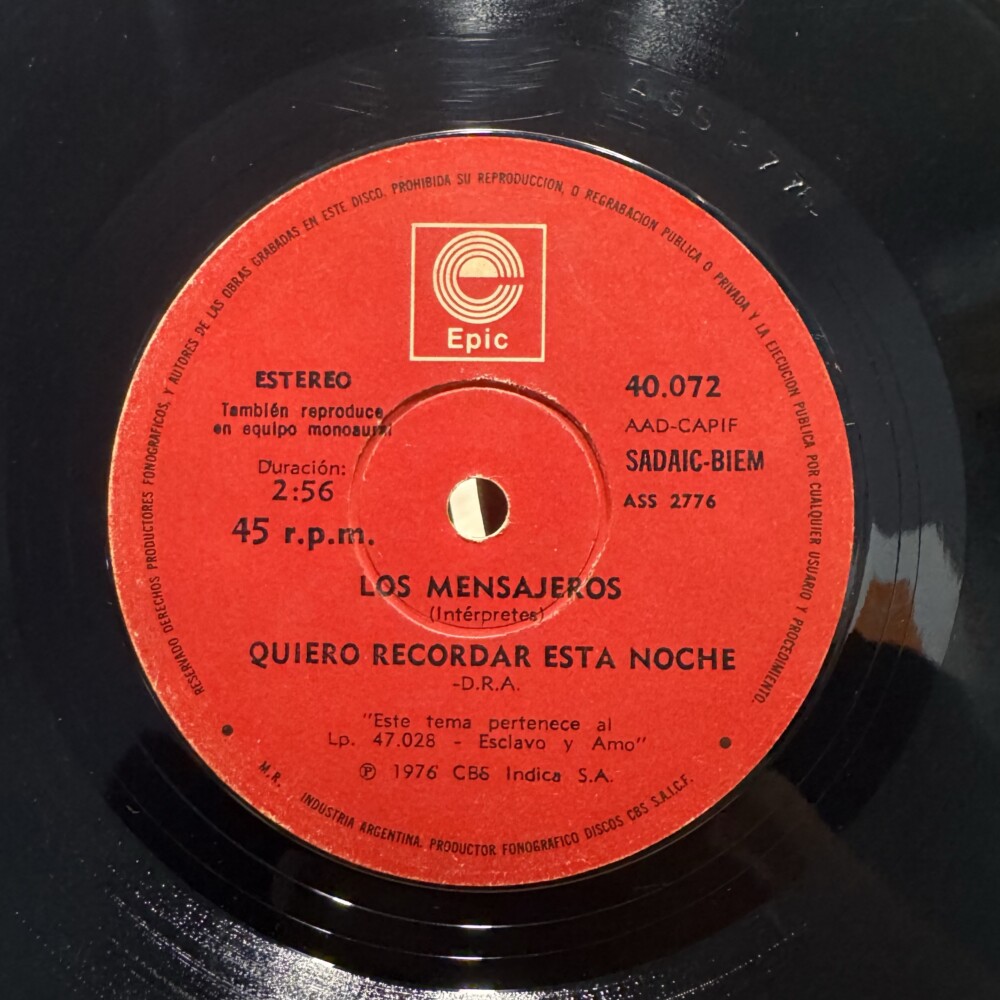 ASS 277
RESERVADO DERECHOS PRODUCTORES FONOGRAFICOS, Y AUTORES DE LAS OBRAS GRABADAS EN ESTE DISCO. PROHIBIDA SU REPRODUCCION, O REGRABACION PUBLICA O PRIVADA Y LA EJECUCION PUBLICA POR CUALQUIER USUARIO Y PROCEDIMIENTO.
Epic
ESTEREO
También reproduce
en equipo monoaural
Duración:
2:56
45 r.p.m.
40.072
AAD-CAPIF
SADAIC-BIEM
ASS 2776
LOS MENSAJEROS
(Intérpretes)
QUIERO RECORDAR ESTA NOCHE
-D.R.A.
"Este tema pertenece al
Lp. 47.028 - Esclavo y Amo"
Ⓟ 1976 CBS Indica S.A.
M.R. INDUSTRIA ARGENTINA. PRODUCTOR FONOGRAFICO DISCOS CBS S.A.I.C.F.